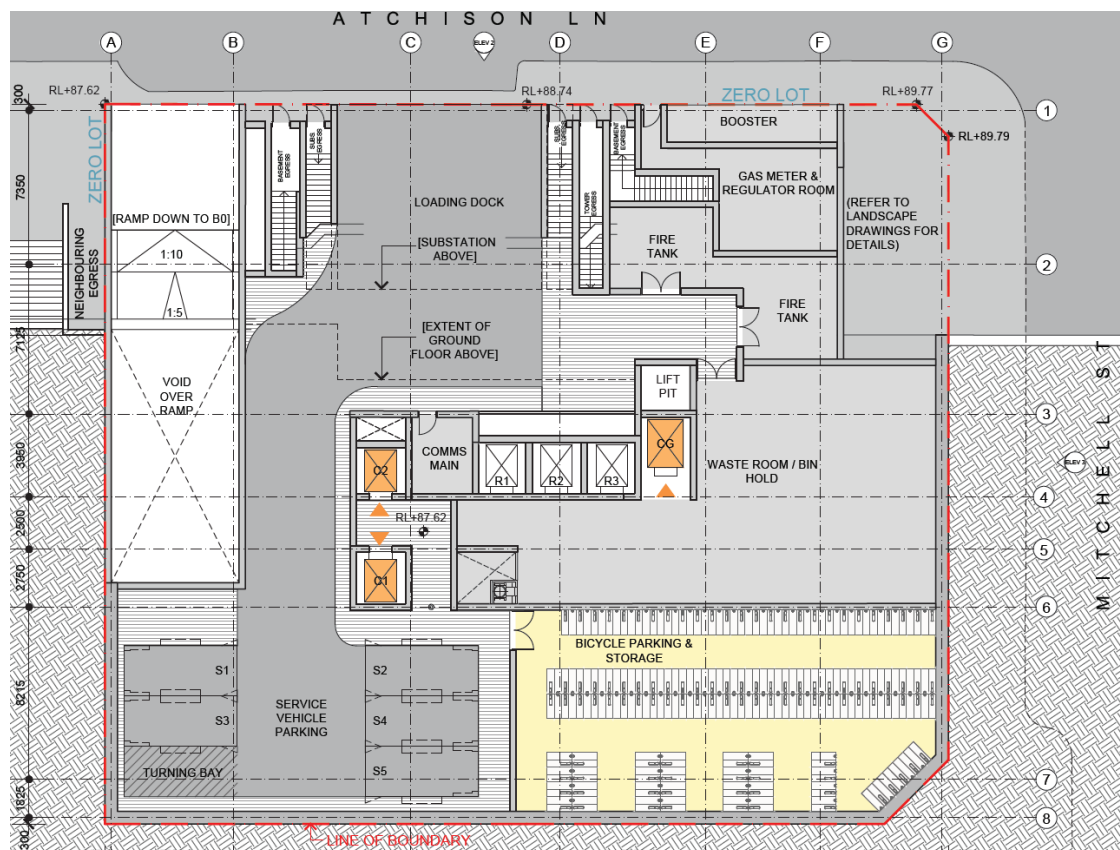 ATCHISON LN
A
B
C
D
E
F
G
ELEV 2
300
RL+87.62
RL+88.74
ZERO LOT
RL+89.77
1
BOOSTER
RL+89.79
ZERO LOT
BASEMENT
EGRESS
SUBS.
EGRESS
SUBS.
EGRESS
BASEMENT
EGRESS
TOWER
EGRESS
7350
LOADING DOCK
GAS METER &
REGULATOR ROOM
(REFER TO
LANDSCAPE
DRAWINGS FOR
DETAILS)
[RAMP DOWN TO B0]
[SUBSTATION
ABOVE]
FIRE
TANK
1:10
2
NEIGHBOURING
EGRESS
1:5
FIRE
TANK
7125
[EXTENT OF
GROUND
FLOOR ABOVE]
VOID
OVER
RAMP
LIFT
PIT
MITCHELL ST
3
3950
COMMS
MAIN
C2
CG
R1
R2
R3
WASTE ROOM / BIN
HOLD
ELEV 3
4
2500
RL+87.62
5
2750
C1
6
BICYCLE PARKING &
STORAGE
S1
S2
8215
S3
S4
SERVICE
VEHICLE
PARKING
TURNING BAY
S5
7
1825
8
300
LINE OF BOUNDARY